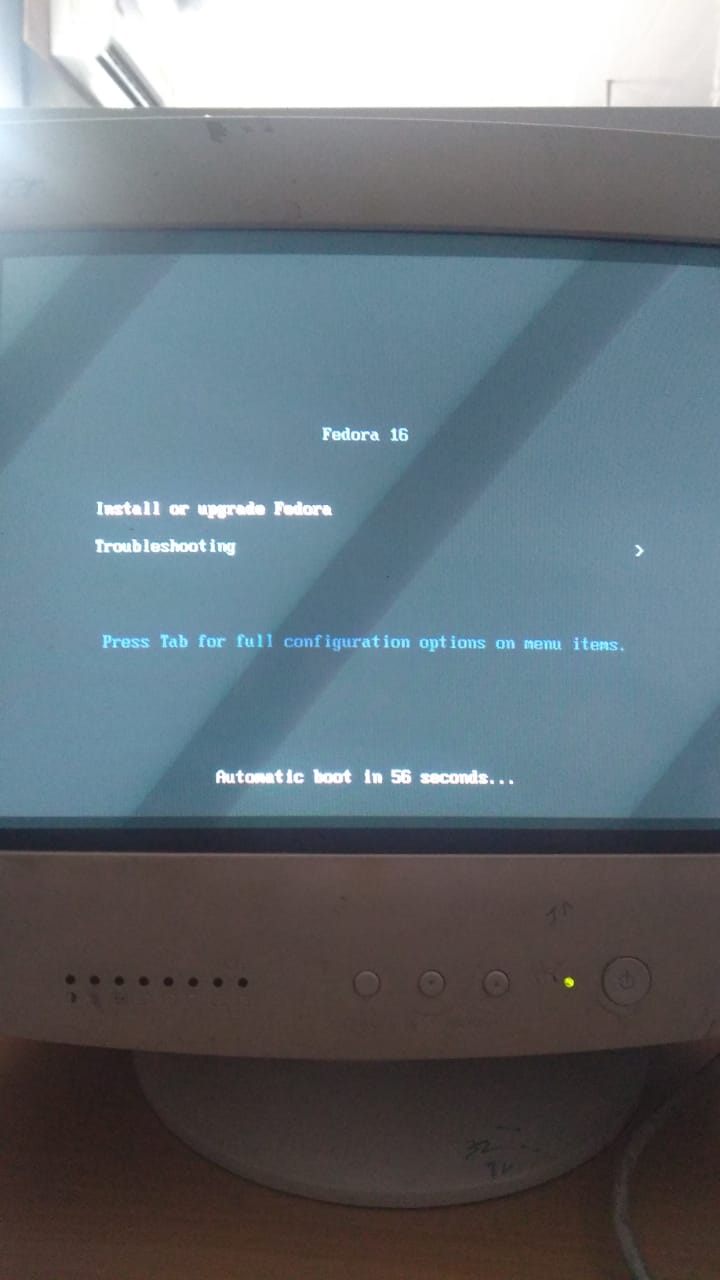 Fedora 16
Install or upgrade Fedora
Troubleshooting >
Press Tab for full configuration options on menu items.
Automatic boot in 56 seconds...